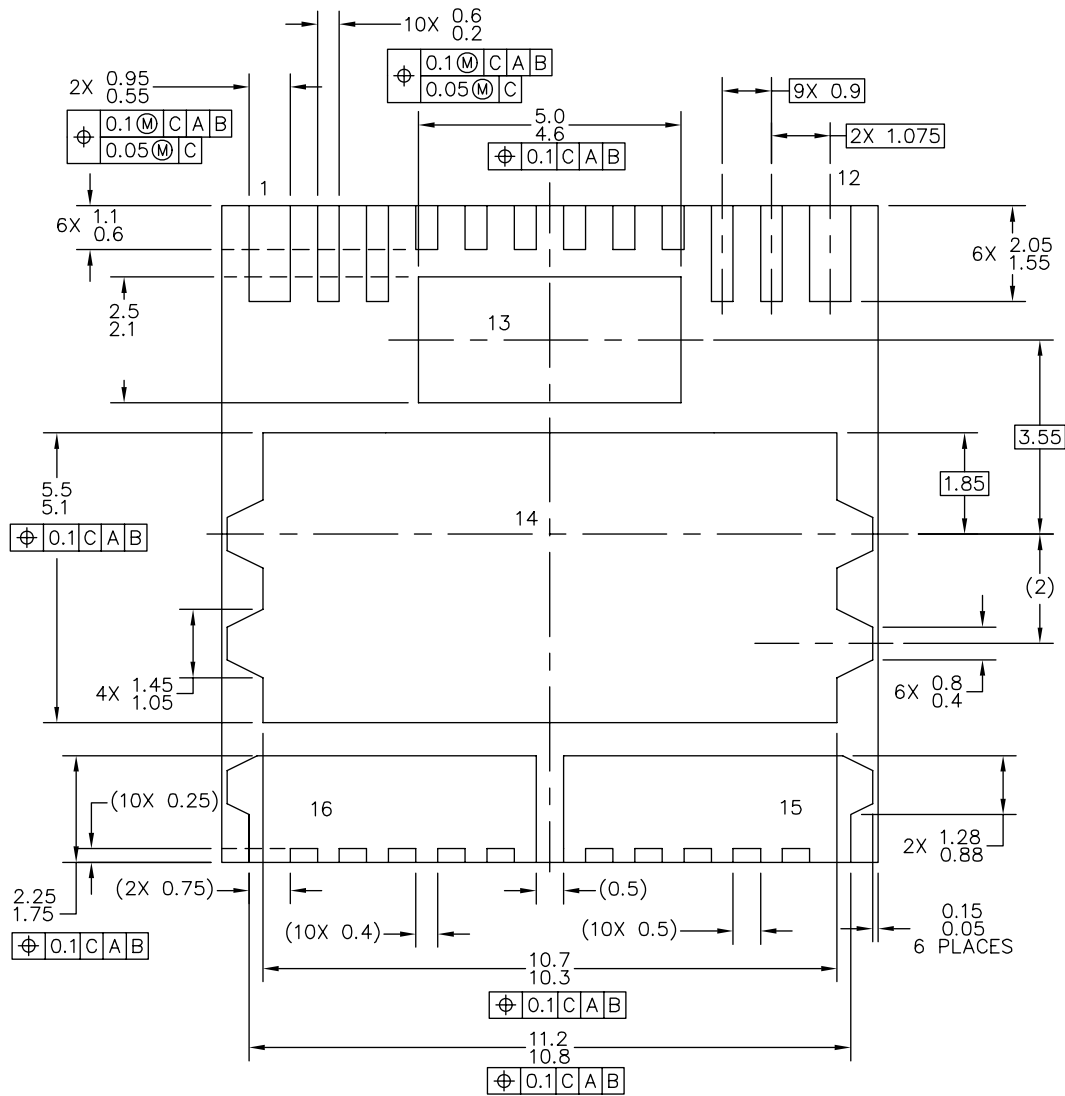 10X 0.6
0.2
⌖ 0.1Ⓜ C A B
0.05Ⓜ C
2X 0.95
0.55
⌖ 0.1Ⓜ C A B
0.05Ⓜ C
5.0
4.6
⌖ 0.1 C A B
9X 0.9
2X 1.075
1
12
6X 1.1
0.6
6X 2.05
1.55
2.5
2.1
13
3.55
1.85
5.5
5.1
⌖ 0.1 C A B
14
(2)
4X 1.45
1.05
6X 0.8
0.4
(10X 0.25)
16
15
2X 1.28
0.88
2.25
1.75
⌖ 0.1 C A B
(2X 0.75)
(0.5)
(10X 0.4)
(10X 0.5)
0.15
0.05
6 PLACES
10.7
10.3
⌖ 0.1 C A B
11.2
10.8
⌖ 0.1 C A B